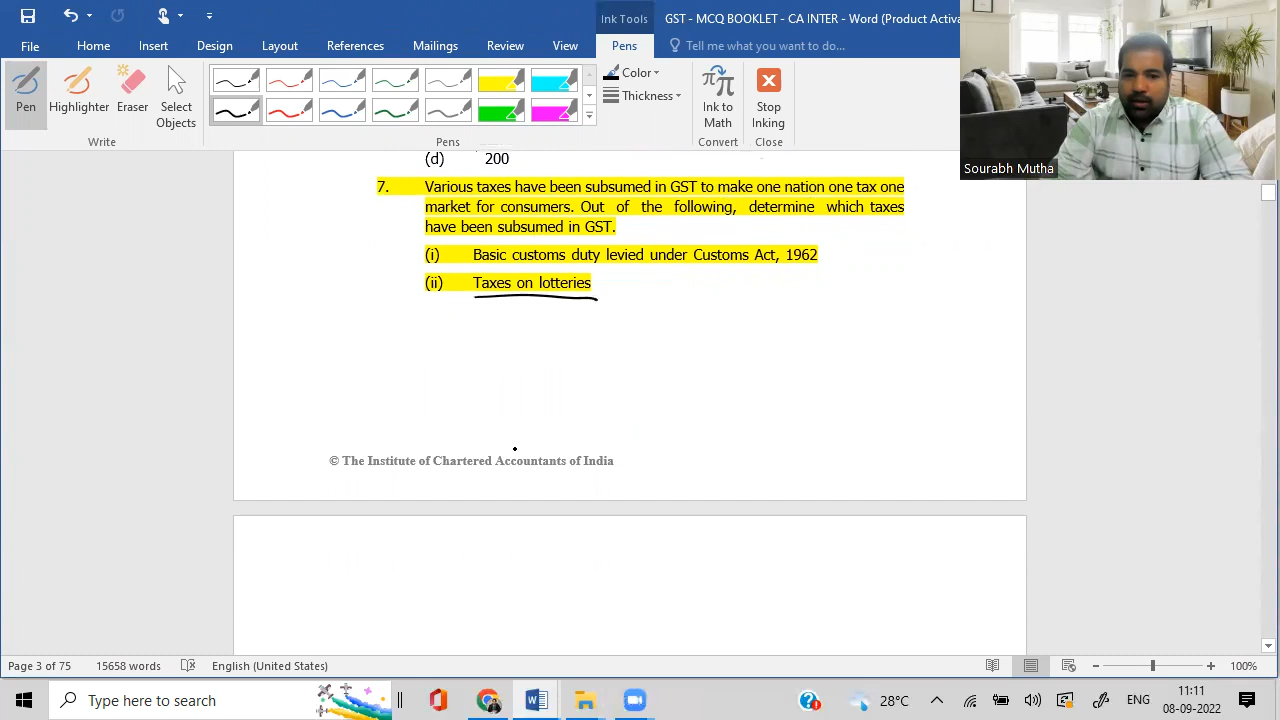 Ink Tools
GST - MCQ BOOKLET - CA INTER - Word (Product Activa
File Home Insert Design Layout References Mailings Review View Pens Tell me what you want to do...
Pen Highlighter Eraser Select Objects
Color
Thickness
Ink to Math
Stop Inking
Write Pens Convert Close
Sourabh Mutha
(d) 200
7. Various taxes have been subsumed in GST to make one nation one tax one
market for consumers. Out of the following, determine which taxes
have been subsumed in GST.
(i) Basic customs duty levied under Customs Act, 1962
(ii) Taxes on lotteries
© The Institute of Chartered Accountants of India
Page 3 of 75 15658 words English (United States) 100%
Type here to search 28°C ENG 11:11
08-09-2022